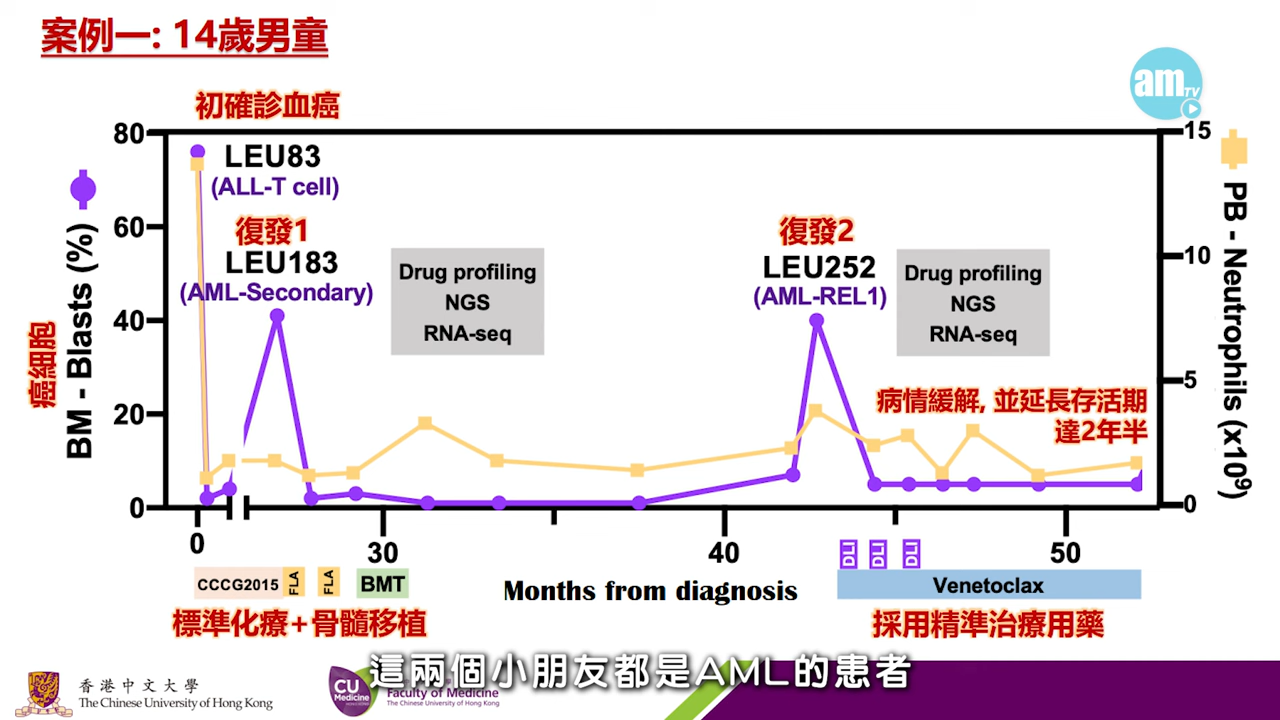 案例一: 14歲男童
amTV
初確診血癌
80
60
40
20
0
癌細胞
BM - Blasts (%)
LEU83
(ALL-T cell)
復發1
LEU183
(AML-Secondary)
Drug profiling
NGS
RNA-seq
復發2
LEU252
(AML-REL1)
Drug profiling
NGS
RNA-seq
病情緩解, 並延長存活期
達2年半
15
10
5
0
PB - Neutrophils (x10⁹)
0
30
40
50
DLI
DLI
DLI
CCCG2015
FLA
FLA
BMT
Months from diagnosis
Venetoclax
標準化療+骨髓移植
採用精準治療用藥
這兩個小朋友都是AML的患者
香港中文大學
The Chinese University of Hong Kong
CU
Medicine
Faculty of Medicine
The Chinese University of Hong Kong